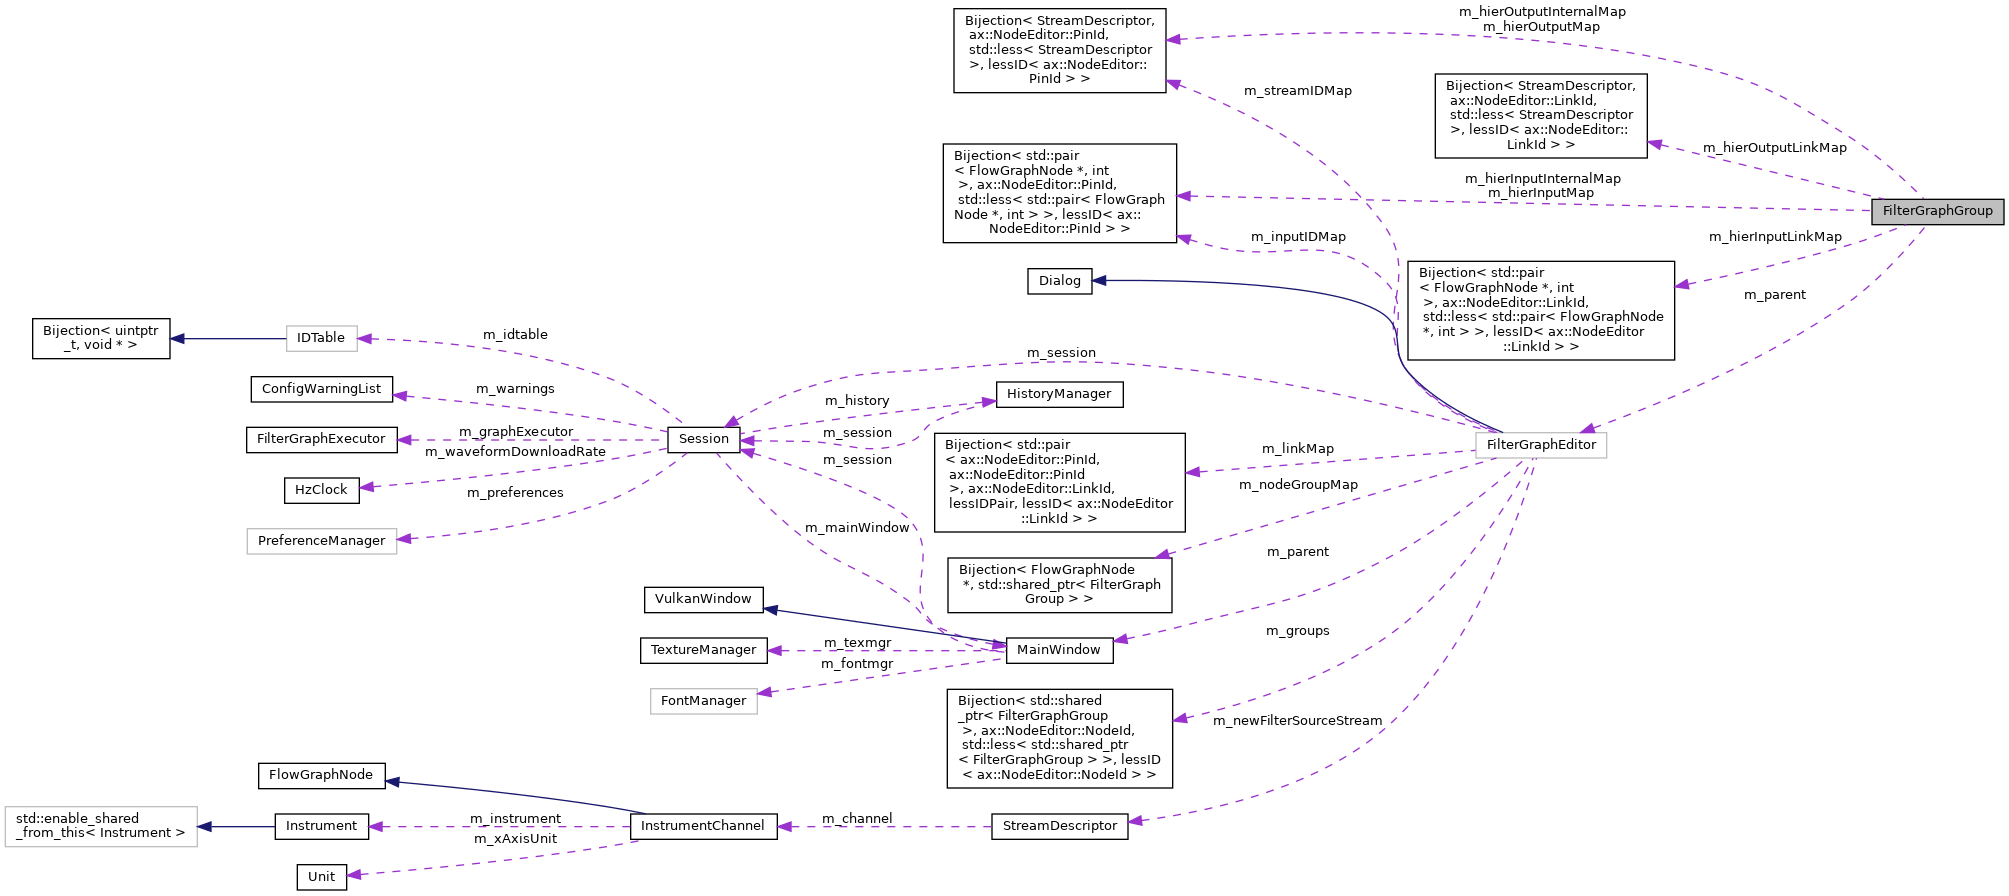 m_hierOutputInternalMap
m_hierOutputMap
Bijection< StreamDescriptor,
ax::NodeEditor::PinId,
std::less< StreamDescriptor
>, lessID< ax::NodeEditor::
PinId > >
m_streamIDMap
Bijection< StreamDescriptor,
ax::NodeEditor::LinkId,
std::less< StreamDescriptor
>, lessID< ax::NodeEditor::
LinkId > >
m_hierOutputLinkMap
Bijection< std::pair
< FlowGraphNode *, int
>, ax::NodeEditor::PinId,
std::less< std::pair< FlowGraph
Node *, int > >, lessID< ax::
NodeEditor::PinId > >
m_hierInputInternalMap
m_hierInputMap
FilterGraphGroup
m_inputIDMap
m_hierInputLinkMap
Dialog
Bijection< std::pair
< FlowGraphNode *, int
>, ax::NodeEditor::LinkId,
std::less< std::pair< FlowGraphNode
*, int > >, lessID< ax::NodeEditor
::LinkId > >
m_parent
Bijection< uintptr
_t, void * >
IDTable
m_idtable
m_session
ConfigWarningList
m_warnings
m_history
HistoryManager
FilterGraphExecutor
m_graphExecutor
Session
m_session
FilterGraphEditor
m_waveformDownloadRate
m_session
Bijection< std::pair
< ax::NodeEditor::PinId,
ax::NodeEditor::PinId
>, ax::NodeEditor::LinkId,
lessIDPair, lessID< ax::NodeEditor
::LinkId > >
m_linkMap
HzClock
m_preferences
m_nodeGroupMap
PreferenceManager
m_mainWindow
m_parent
Bijection< FlowGraphNode
*, std::shared_ptr< FilterGraph
Group > >
VulkanWindow
m_groups
TextureManager
m_texmgr
MainWindow
m_fontmgr
FontManager
Bijection< std::shared
_ptr< FilterGraphGroup
>, ax::NodeEditor::NodeId,
std::less< std::shared_ptr
< FilterGraphGroup > >, lessID
< ax::NodeEditor::NodeId > >
m_newFilterSourceStream
FlowGraphNode
std::enable_shared
_from_this< Instrument >
Instrument
m_instrument
InstrumentChannel
m_channel
StreamDescriptor
m_xAxisUnit
Unit